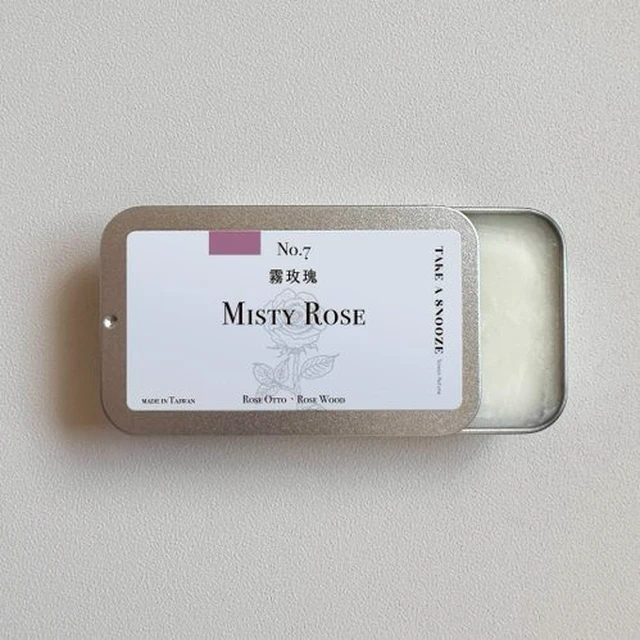 No.7
霧玫瑰
Misty Rose
Rose Otto、Rose Wood
MADE IN TAIWAN
TAKE A SNOOZE